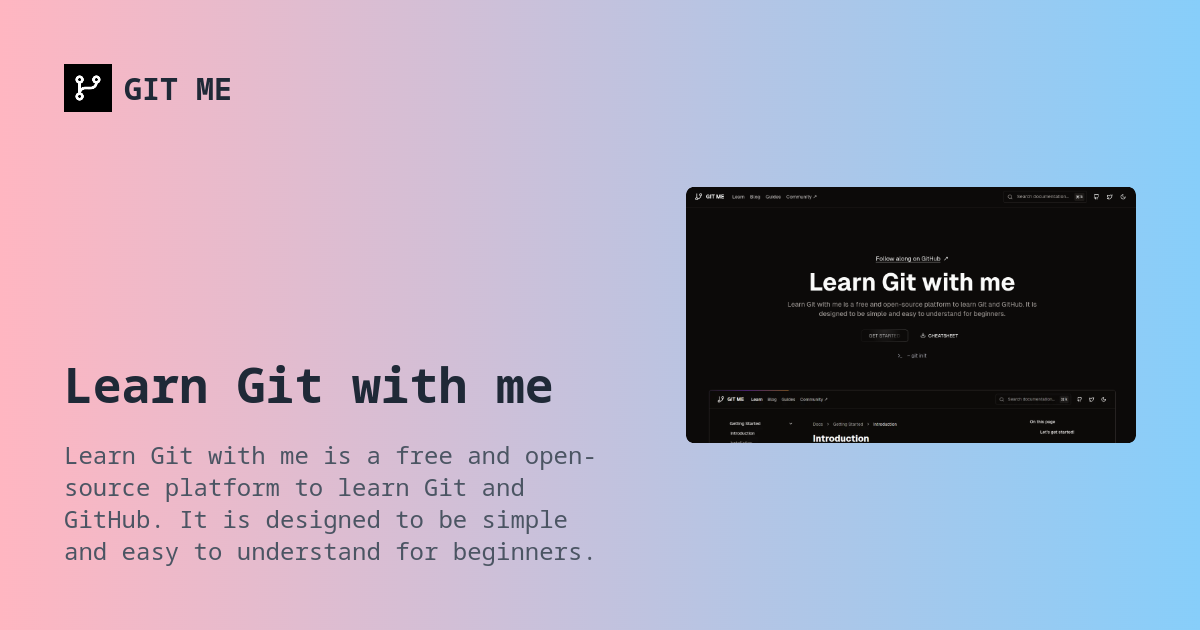 GIT ME
Learn Git with me
Learn Git with me is a free and open-
source platform to learn Git and
GitHub. It is designed to be simple
and easy to understand for beginners.
GIT ME Learn Blog Guides Community ↗ Search documentation... ⌘K
Follow along on GitHub ↗
Learn Git with me
Learn Git with me is a free and open-source platform to learn Git and GitHub. It is
designed to be simple and easy to understand for beginners.
GET STARTED CHEATSHEET
~ git init
GIT ME Learn Blog Guides Community ↗ Search documentation... ⌘K
Getting Started
Introduction
Docs > Getting Started > Introduction
Introduction
On this page
Let's get started!